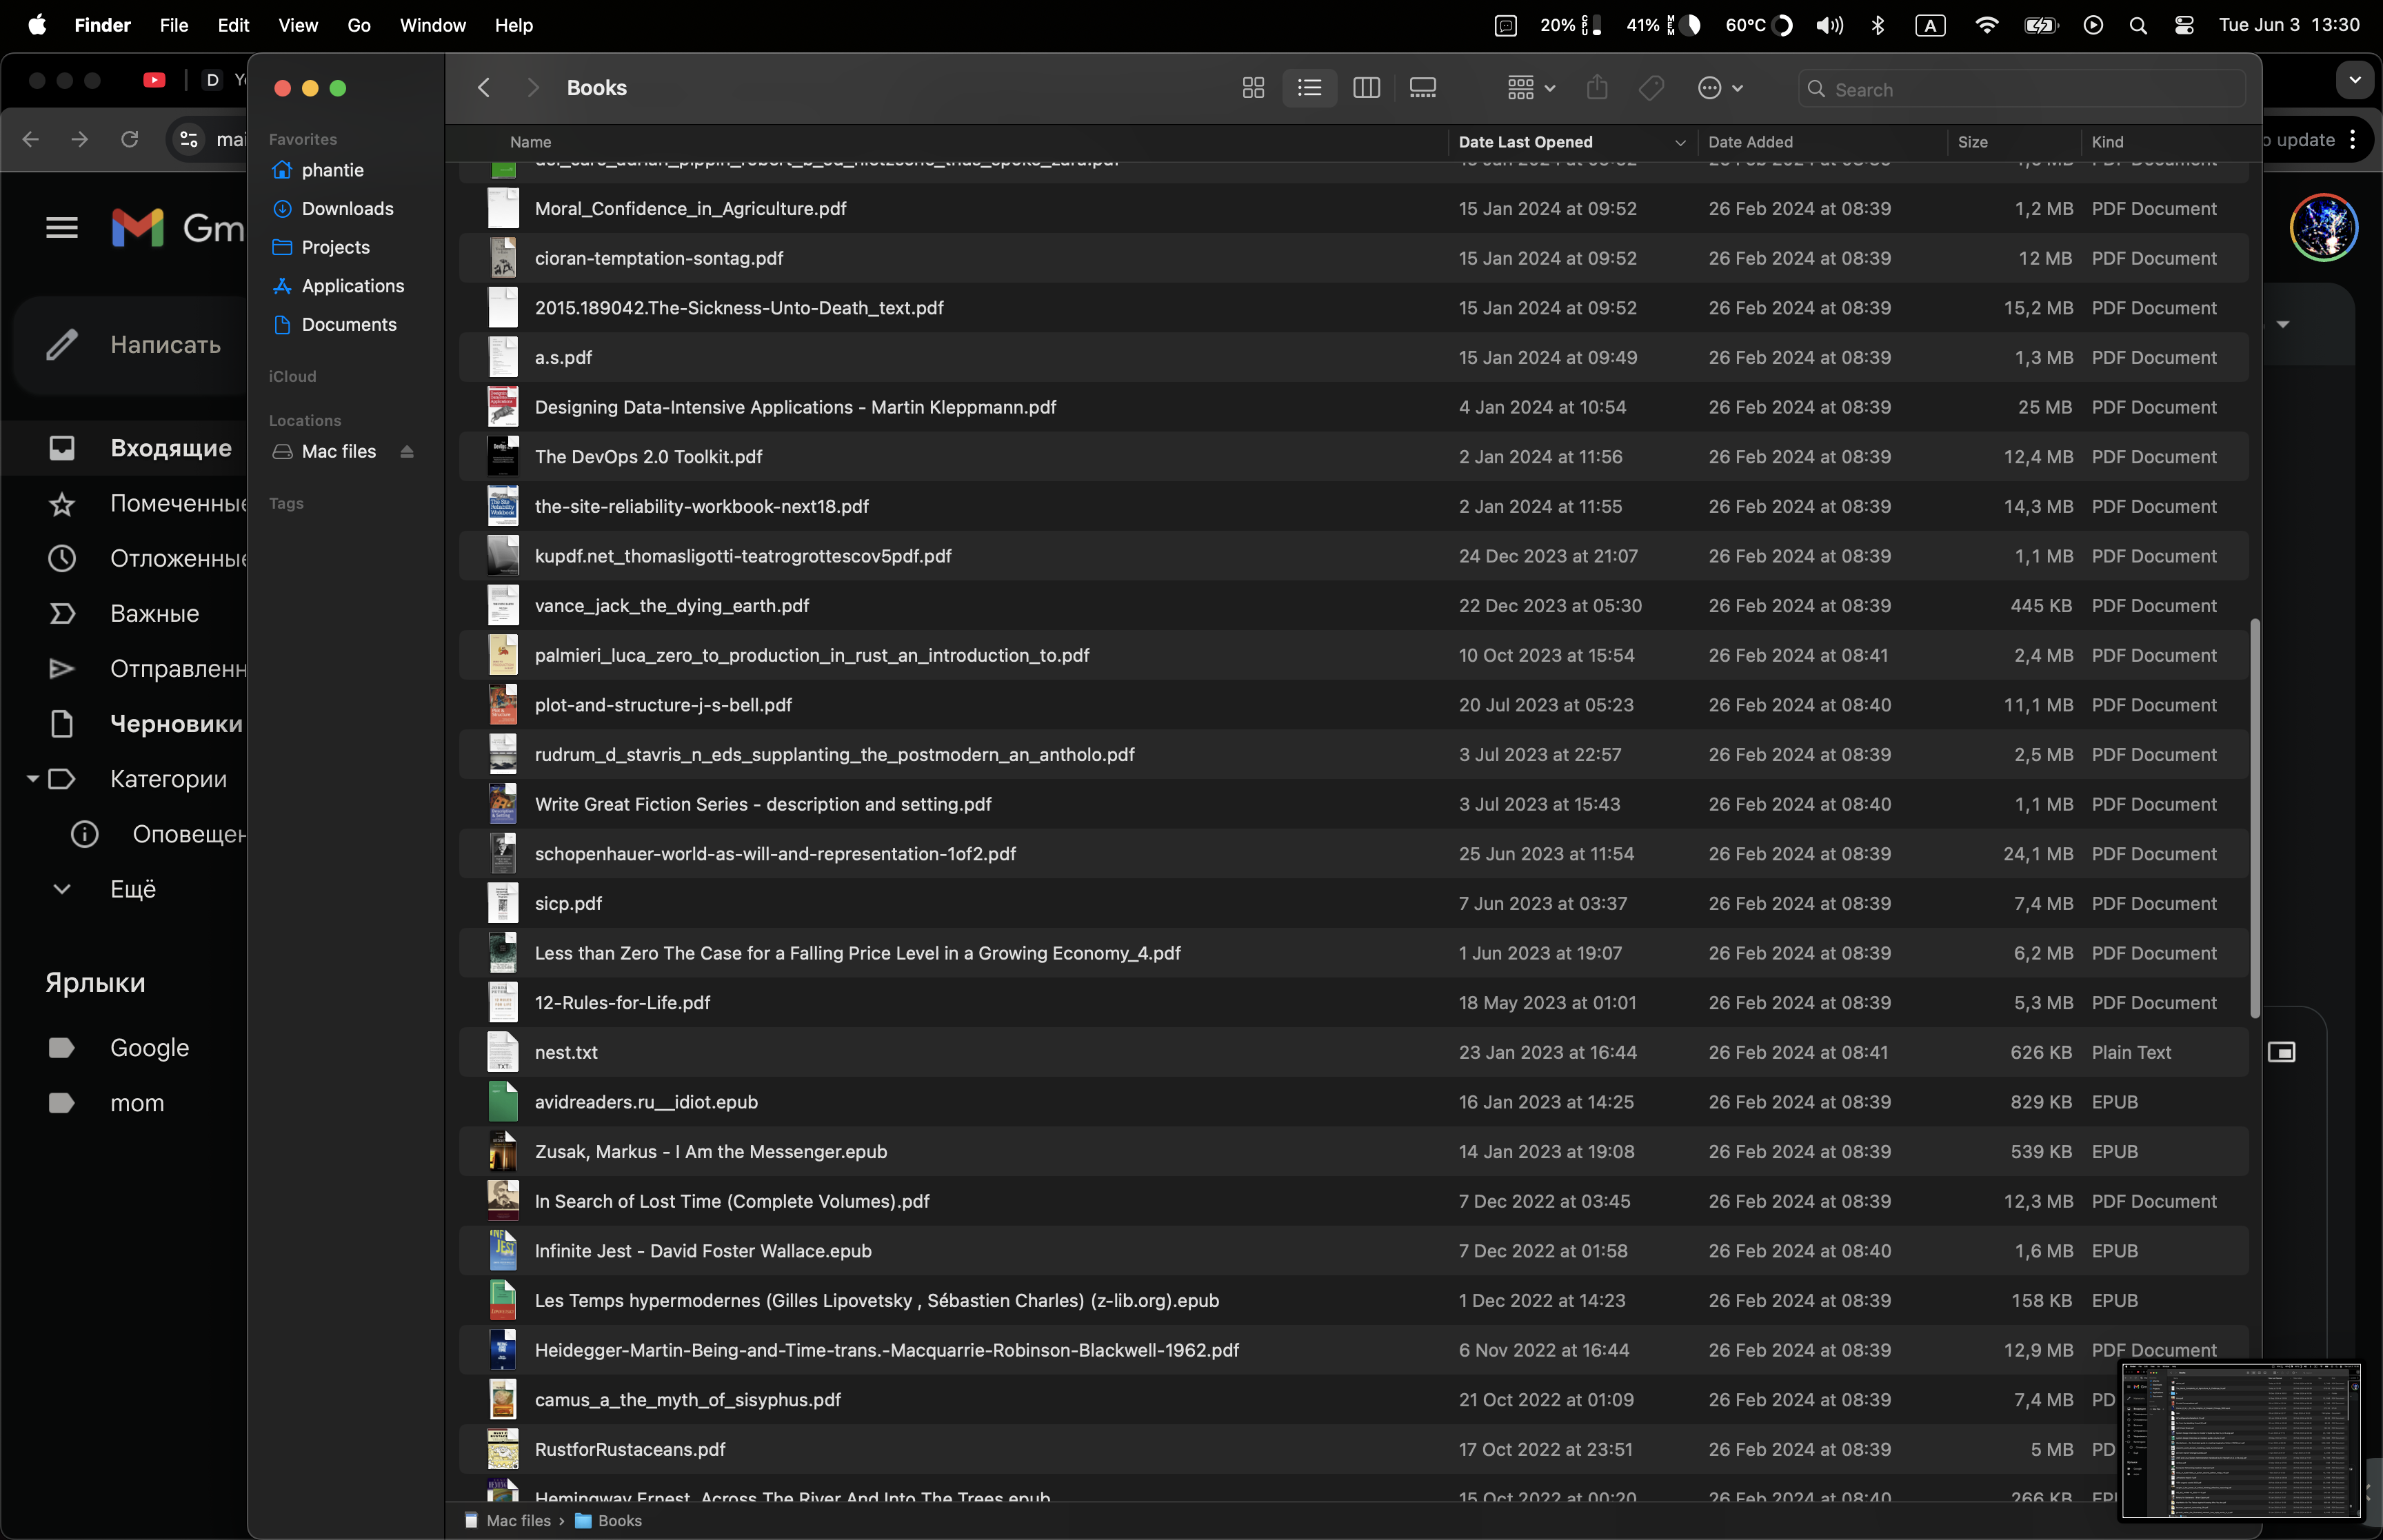 Finder File Edit View Go Window Help 20% CPU 41% MEM 60°C A Tue Jun 3 13:30
D
mai
o update
Gm
Написать
Входящие
Помеченные
Отложенные
Важные
Отправленн
Черновики
Категории
Оповещен
Ещё
Ярлыки
Google
mom
Favorites
phantie
Downloads
Projects
Applications
Documents
iCloud
Locations
Mac files
Tags
Books Search
Name Date Last Opened Date Added Size Kind
Moral_Confidence_in_Agriculture.pdf 15 Jan 2024 at 09:52 26 Feb 2024 at 08:39 1,2 MB PDF Document
cioran-temptation-sontag.pdf 15 Jan 2024 at 09:52 26 Feb 2024 at 08:39 12 MB PDF Document
2015.189042.The-Sickness-Unto-Death_text.pdf 15 Jan 2024 at 09:52 26 Feb 2024 at 08:39 15,2 MB PDF Document
a.s.pdf 15 Jan 2024 at 09:49 26 Feb 2024 at 08:39 1,3 MB PDF Document
Designing Data-Intensive Applications - Martin Kleppmann.pdf 4 Jan 2024 at 10:54 26 Feb 2024 at 08:39 25 MB PDF Document
The DevOps 2.0 Toolkit.pdf 2 Jan 2024 at 11:56 26 Feb 2024 at 08:39 12,4 MB PDF Document
the-site-reliability-workbook-next18.pdf 2 Jan 2024 at 11:55 26 Feb 2024 at 08:39 14,3 MB PDF Document
kupdf.net_thomasligotti-teatrogrottescov5pdf.pdf 24 Dec 2023 at 21:07 26 Feb 2024 at 08:39 1,1 MB PDF Document
vance_jack_the_dying_earth.pdf 22 Dec 2023 at 05:30 26 Feb 2024 at 08:39 445 KB PDF Document
palmieri_luca_zero_to_production_in_rust_an_introduction_to.pdf 10 Oct 2023 at 15:54 26 Feb 2024 at 08:41 2,4 MB PDF Document
plot-and-structure-j-s-bell.pdf 20 Jul 2023 at 05:23 26 Feb 2024 at 08:40 11,1 MB PDF Document
rudrum_d_stavris_n_eds_supplanting_the_postmodern_an_antholo.pdf 3 Jul 2023 at 22:57 26 Feb 2024 at 08:39 2,5 MB PDF Document
Write Great Fiction Series - description and setting.pdf 3 Jul 2023 at 15:43 26 Feb 2024 at 08:40 1,1 MB PDF Document
schopenhauer-world-as-will-and-representation-1of2.pdf 25 Jun 2023 at 11:54 26 Feb 2024 at 08:39 24,1 MB PDF Document
sicp.pdf 7 Jun 2023 at 03:37 26 Feb 2024 at 08:39 7,4 MB PDF Document
Less than Zero The Case for a Falling Price Level in a Growing Economy_4.pdf 1 Jun 2023 at 19:07 26 Feb 2024 at 08:39 6,2 MB PDF Document
12-Rules-for-Life.pdf 18 May 2023 at 01:01 26 Feb 2024 at 08:39 5,3 MB PDF Document
nest.txt 23 Jan 2023 at 16:44 26 Feb 2024 at 08:41 626 KB Plain Text
avidreaders.ru__idiot.epub 16 Jan 2023 at 14:25 26 Feb 2024 at 08:39 829 KB EPUB
Zusak, Markus - I Am the Messenger.epub 14 Jan 2023 at 19:08 26 Feb 2024 at 08:39 539 KB EPUB
In Search of Lost Time (Complete Volumes).pdf 7 Dec 2022 at 03:45 26 Feb 2024 at 08:39 12,3 MB PDF Document
Infinite Jest - David Foster Wallace.epub 7 Dec 2022 at 01:58 26 Feb 2024 at 08:40 1,6 MB EPUB
Les Temps hypermodernes (Gilles Lipovetsky , Sébastien Charles) (z-lib.org).epub 1 Dec 2022 at 14:23 26 Feb 2024 at 08:39 158 KB EPUB
Heidegger-Martin-Being-and-Time-trans.-Macquarrie-Robinson-Blackwell-1962.pdf 6 Nov 2022 at 16:44 26 Feb 2024 at 08:39 12,9 MB PDF Document
camus_a_the_myth_of_sisyphus.pdf 21 Oct 2022 at 01:09 26 Feb 2024 at 08:39 7,4 MB PD
RustforRustaceans.pdf 17 Oct 2022 at 23:51 26 Feb 2024 at 08:39 5 MB PD
Hemingway Ernest. Across The River And Into The Trees.epub 15 Oct 2022 at 00:20 26 Feb 2024 at 08:40 266 KB EP
Mac files › Books